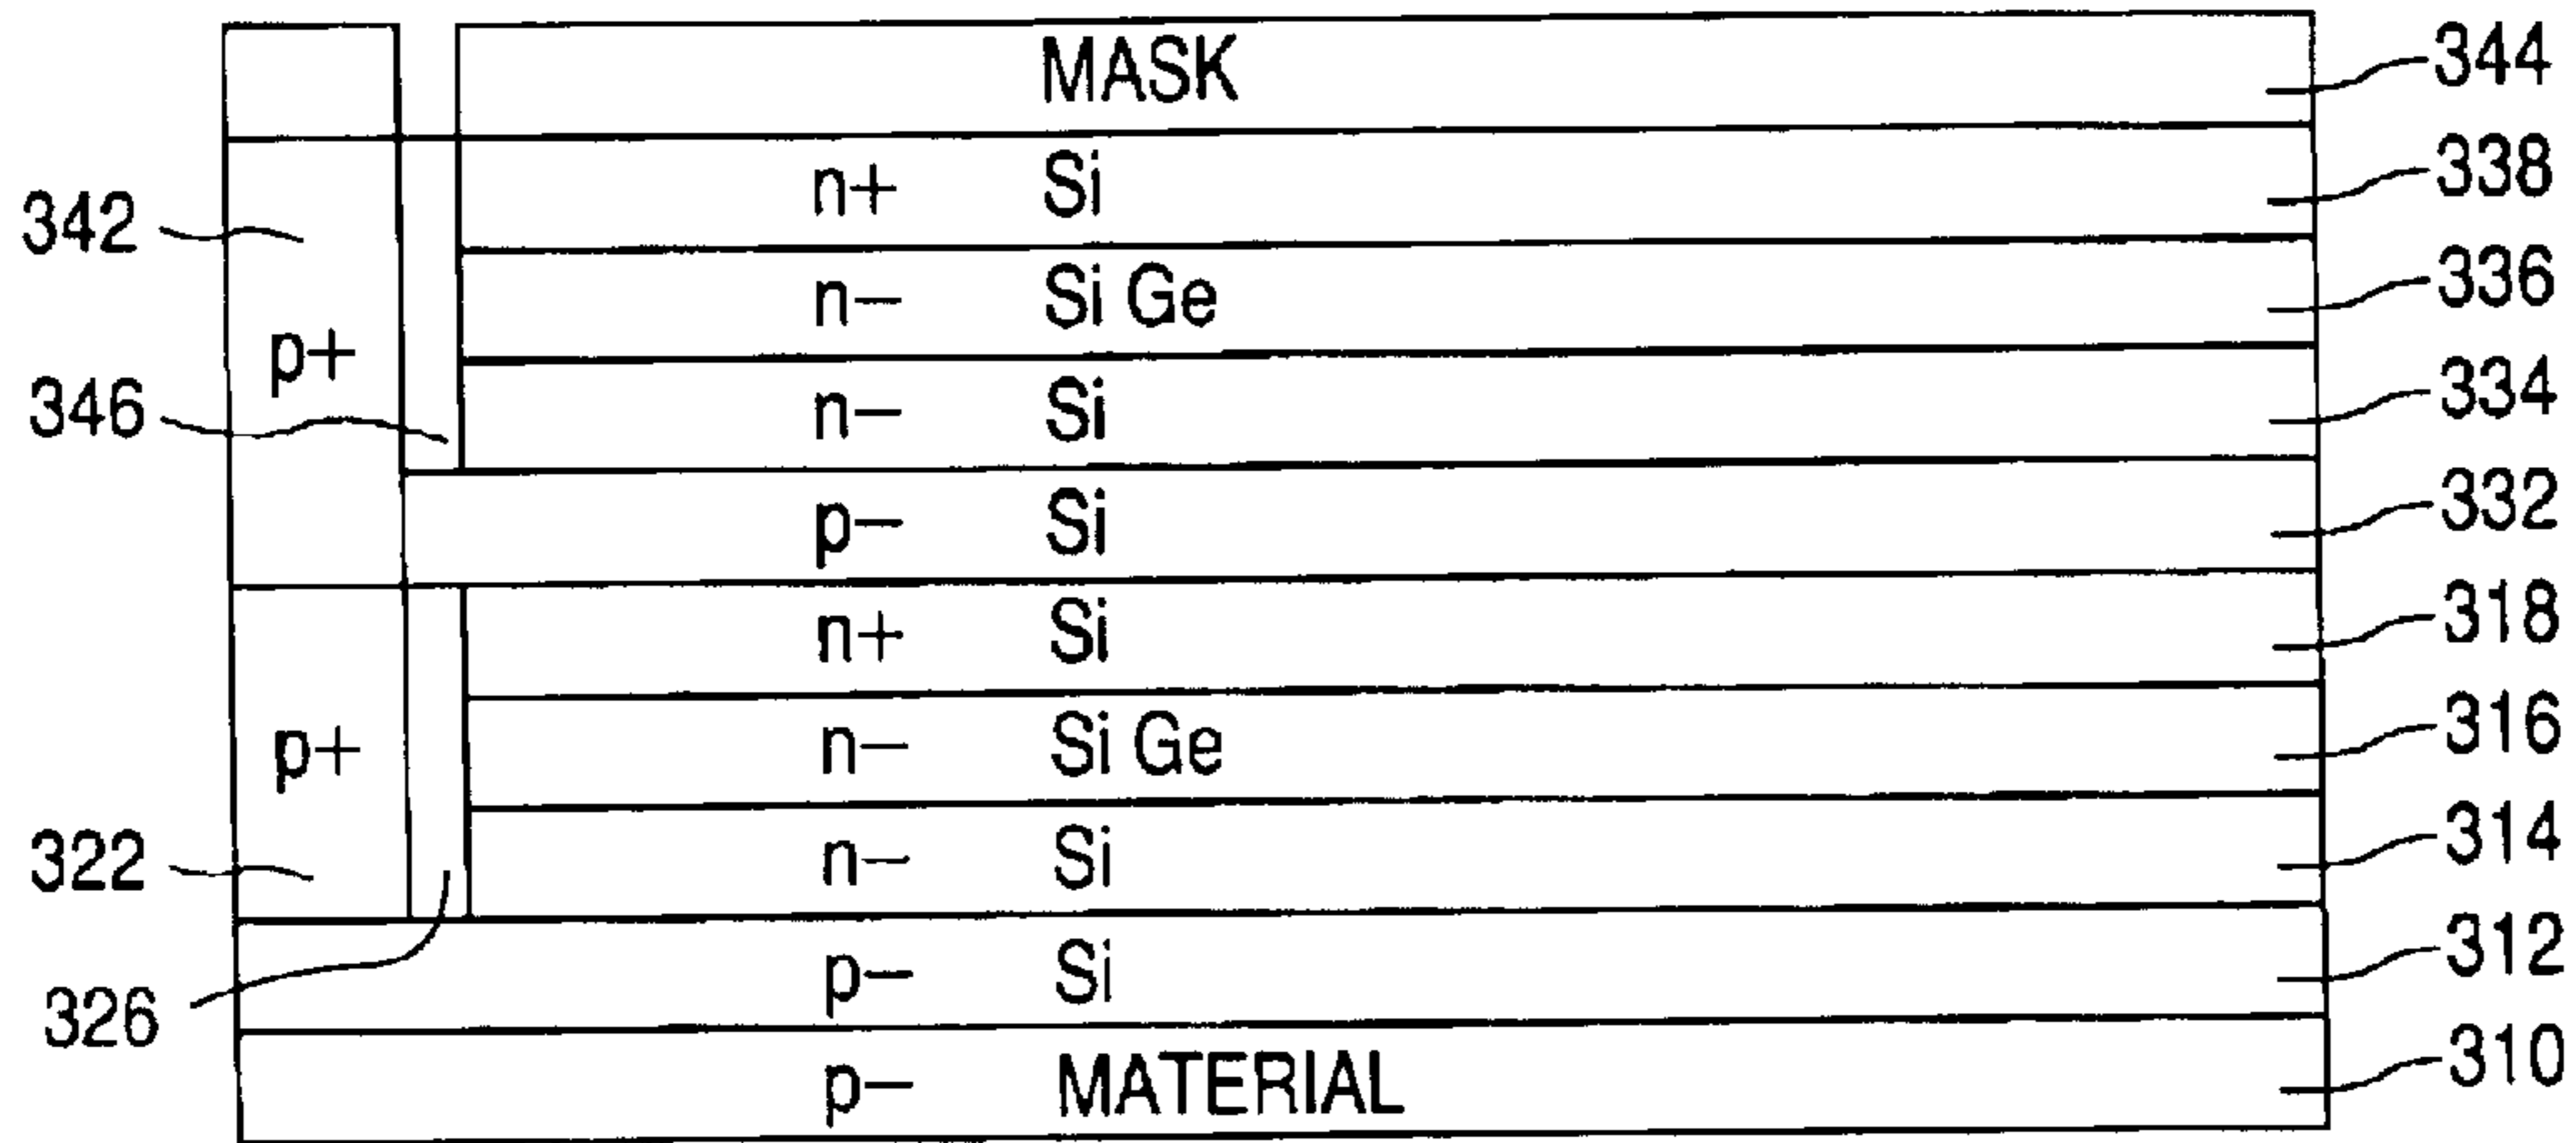 MASK 344
n+ Si 338
342
n− Si Ge 336
p+
346 n− Si 334
p− Si 332
n+ Si 318
p+ n− Si Ge 316
322 n− Si 314
p− Si 312
326
p− MATERIAL 310